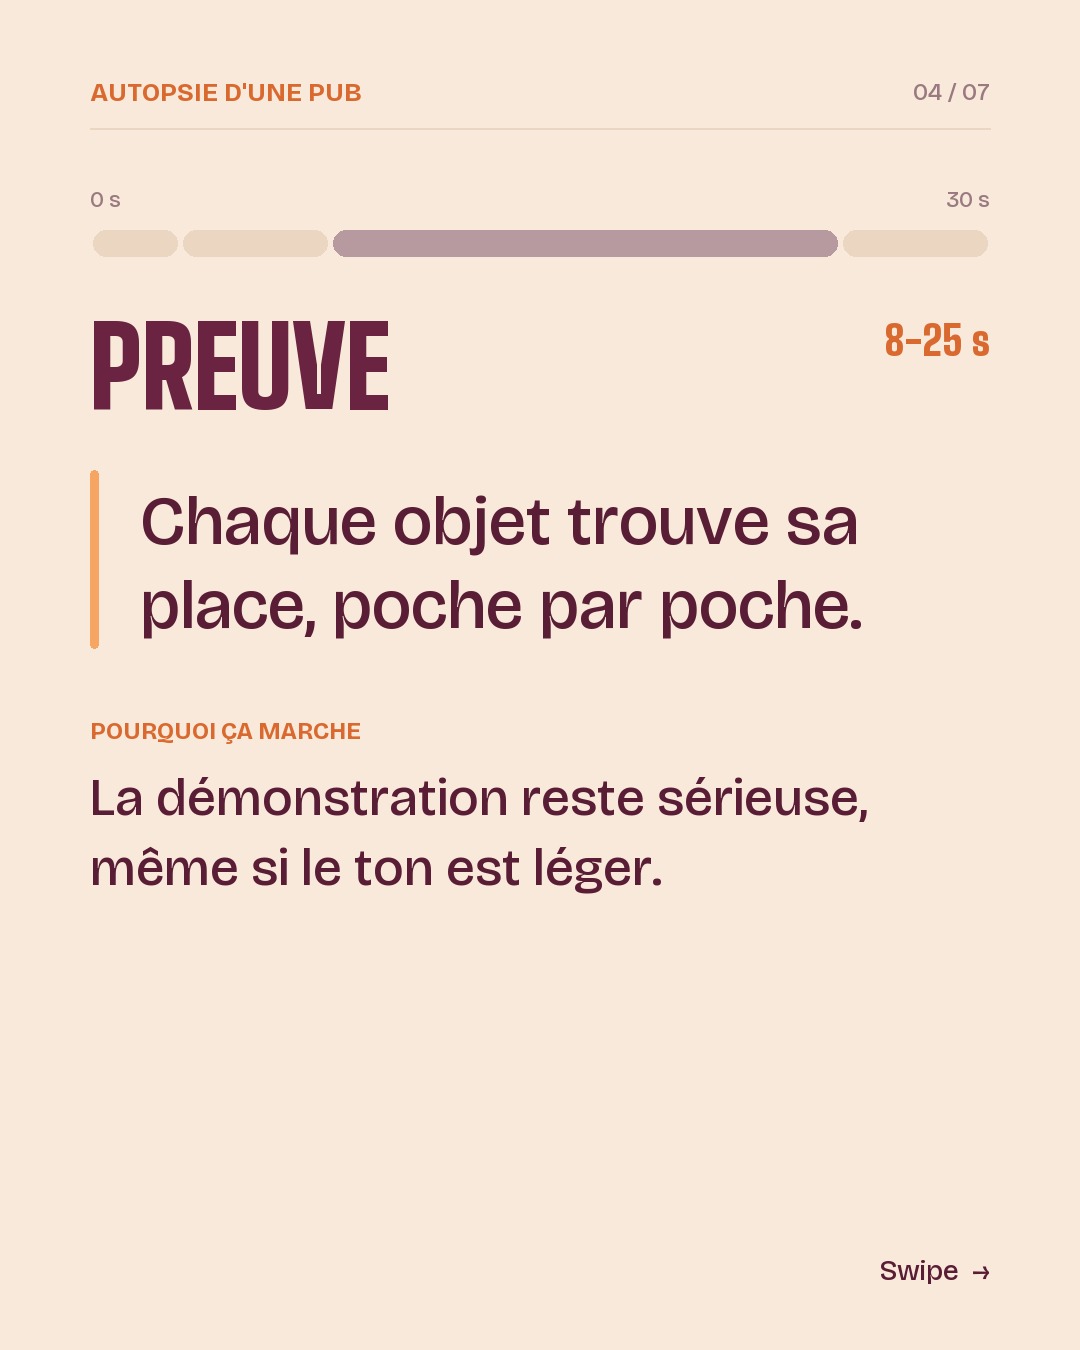 AUTOPSIE D'UNE PUB
04 / 07
0 s
30 s
PREUVE
8–25 s
Chaque objet trouve sa
place, poche par poche.
POURQUOI ÇA MARCHE
La démonstration reste sérieuse,
même si le ton est léger.
Swipe →